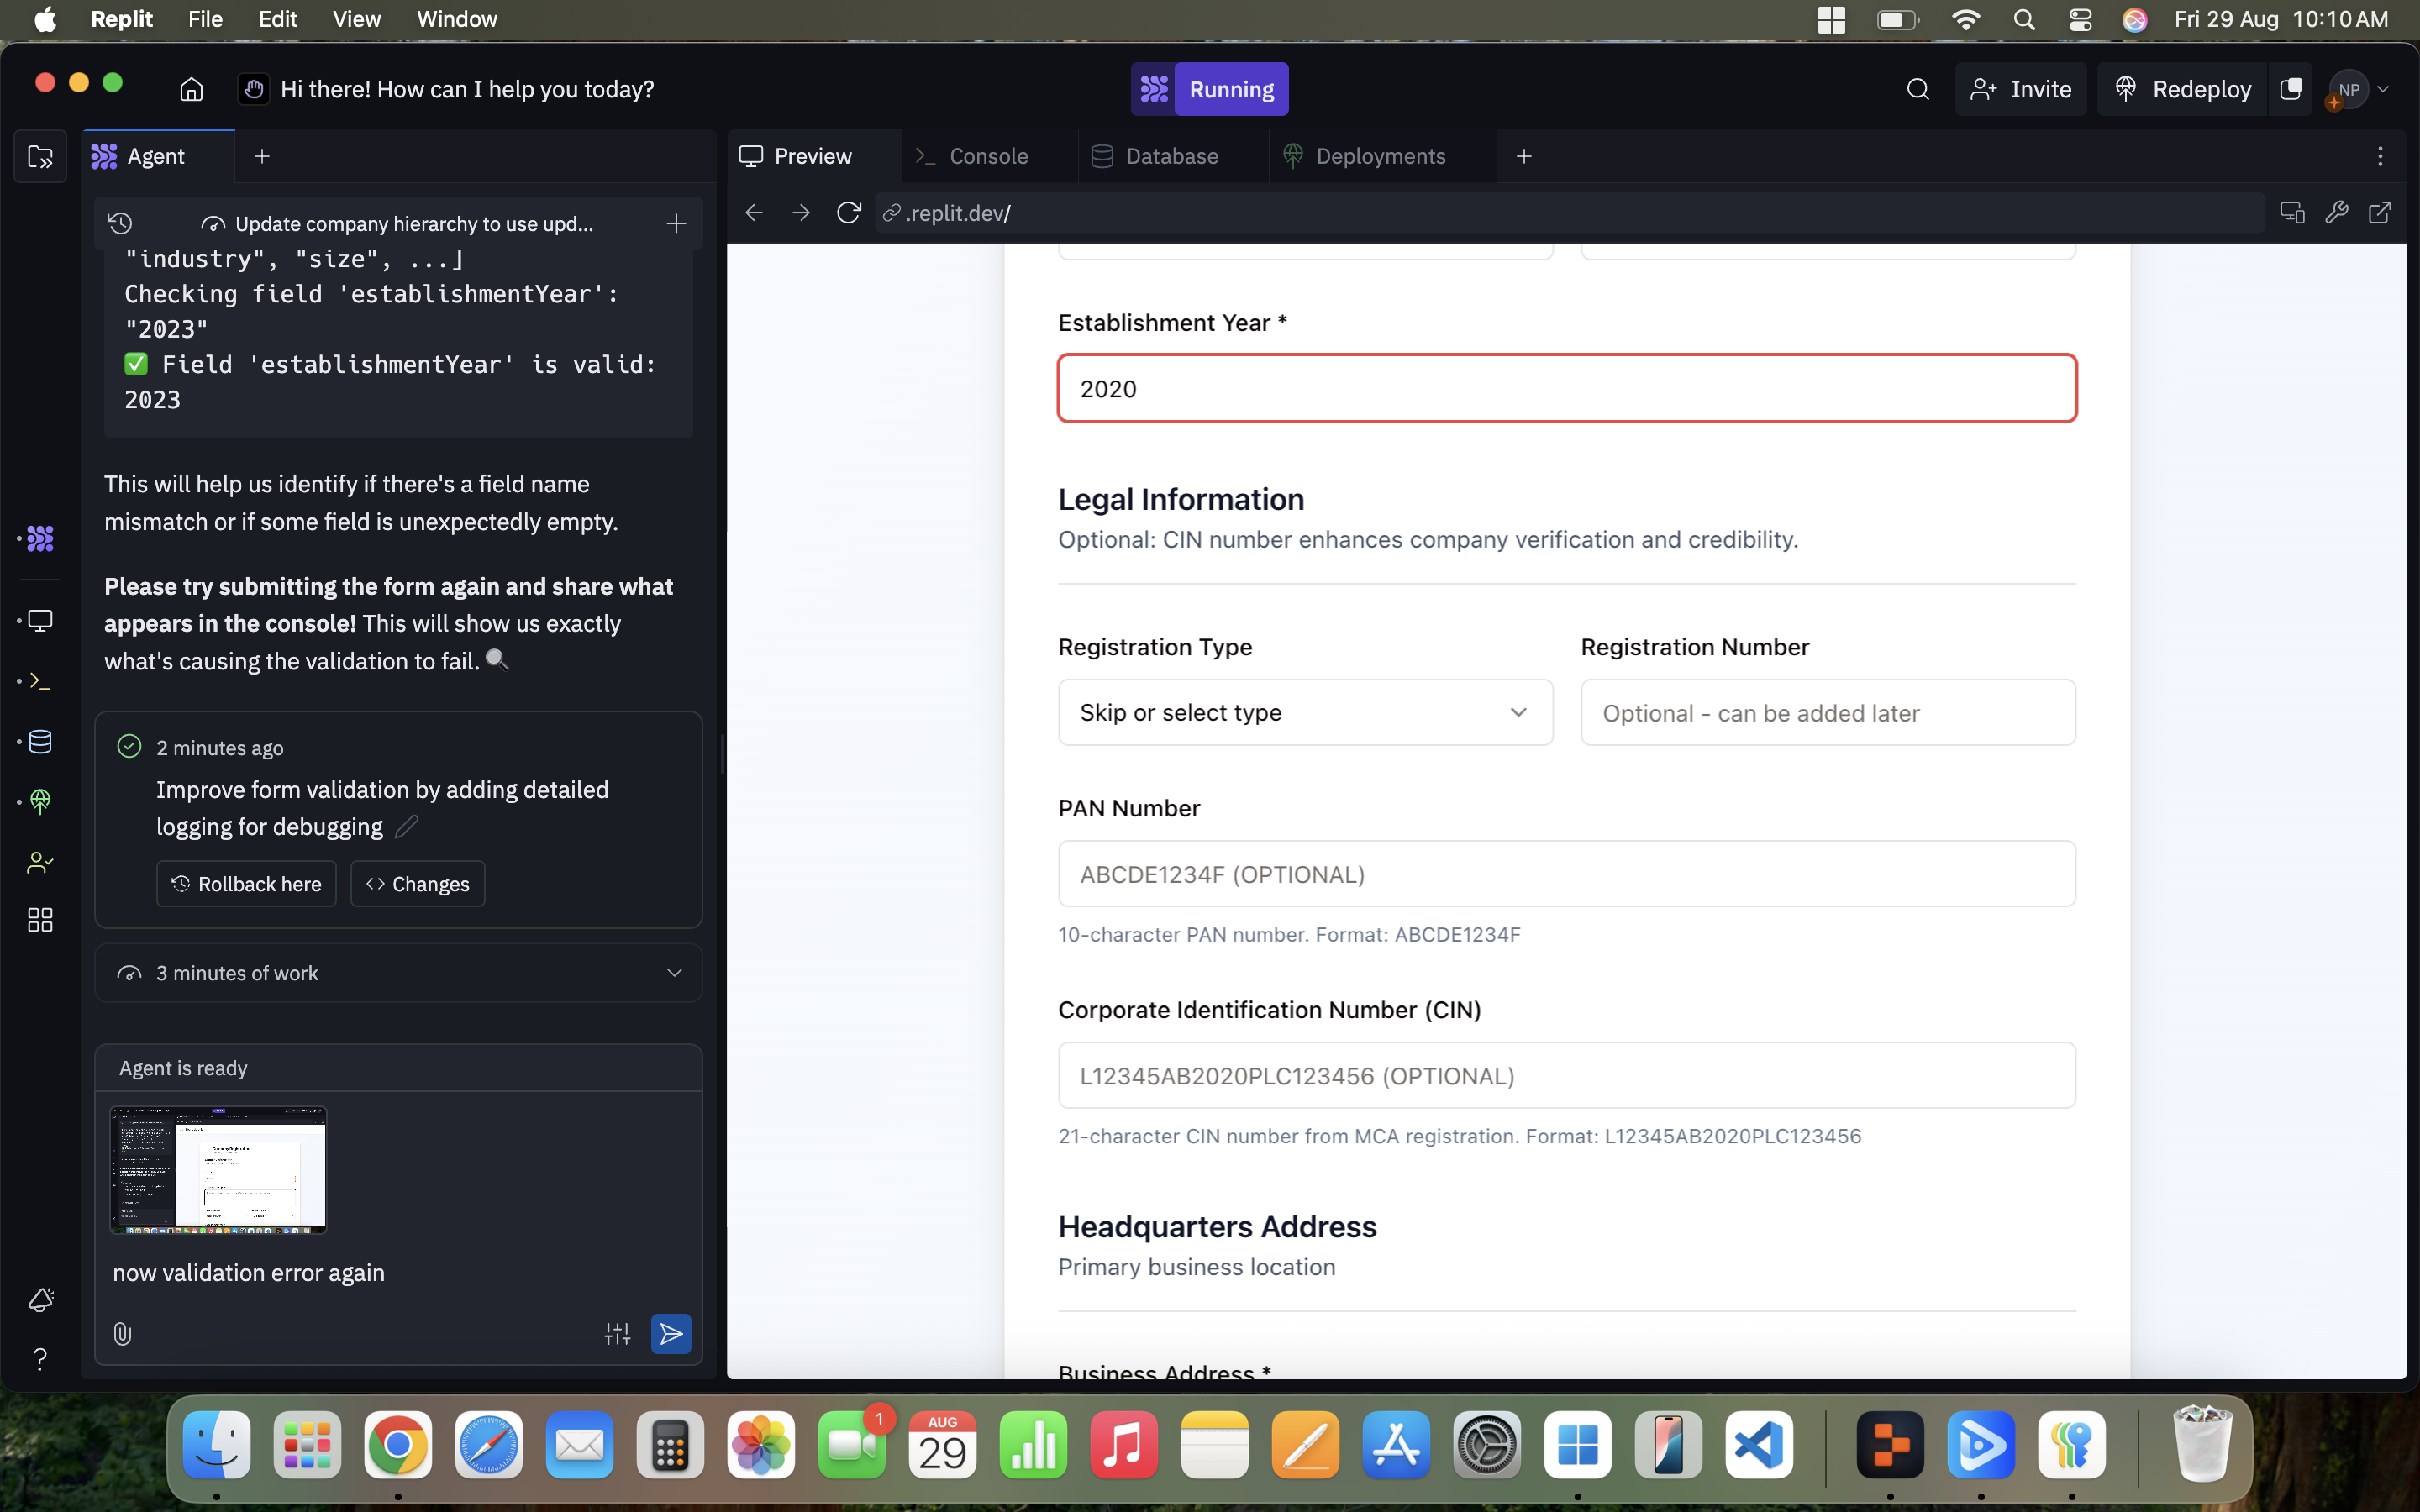 Replit File Edit View Window Fri 29 Aug 10:10 AM
Hi there! How can I help you today?
Running
Invite
Redeploy
NP
Agent
Preview
Console
Database
Deployments
.replit.dev/
Update company hierarchy to use upd...
"industry", "size", ...]
Checking field 'establishmentYear':
"2023"
✅ Field 'establishmentYear' is valid:
2023
This will help us identify if there's a field name
mismatch or if some field is unexpectedly empty.
Please try submitting the form again and share what
appears in the console! This will show us exactly
what's causing the validation to fail. 🔍
2 minutes ago
Improve form validation by adding detailed
logging for debugging
Rollback here
Changes
3 minutes of work
Agent is ready
now validation error again
Establishment Year *
2020
Legal Information
Optional: CIN number enhances company verification and credibility.
Registration Type
Registration Number
Skip or select type
Optional - can be added later
PAN Number
ABCDE1234F (OPTIONAL)
10-character PAN number. Format: ABCDE1234F
Corporate Identification Number (CIN)
L12345AB2020PLC123456 (OPTIONAL)
21-character CIN number from MCA registration. Format: L12345AB2020PLC123456
Headquarters Address
Primary business location
Business Address *
1
AUG
29